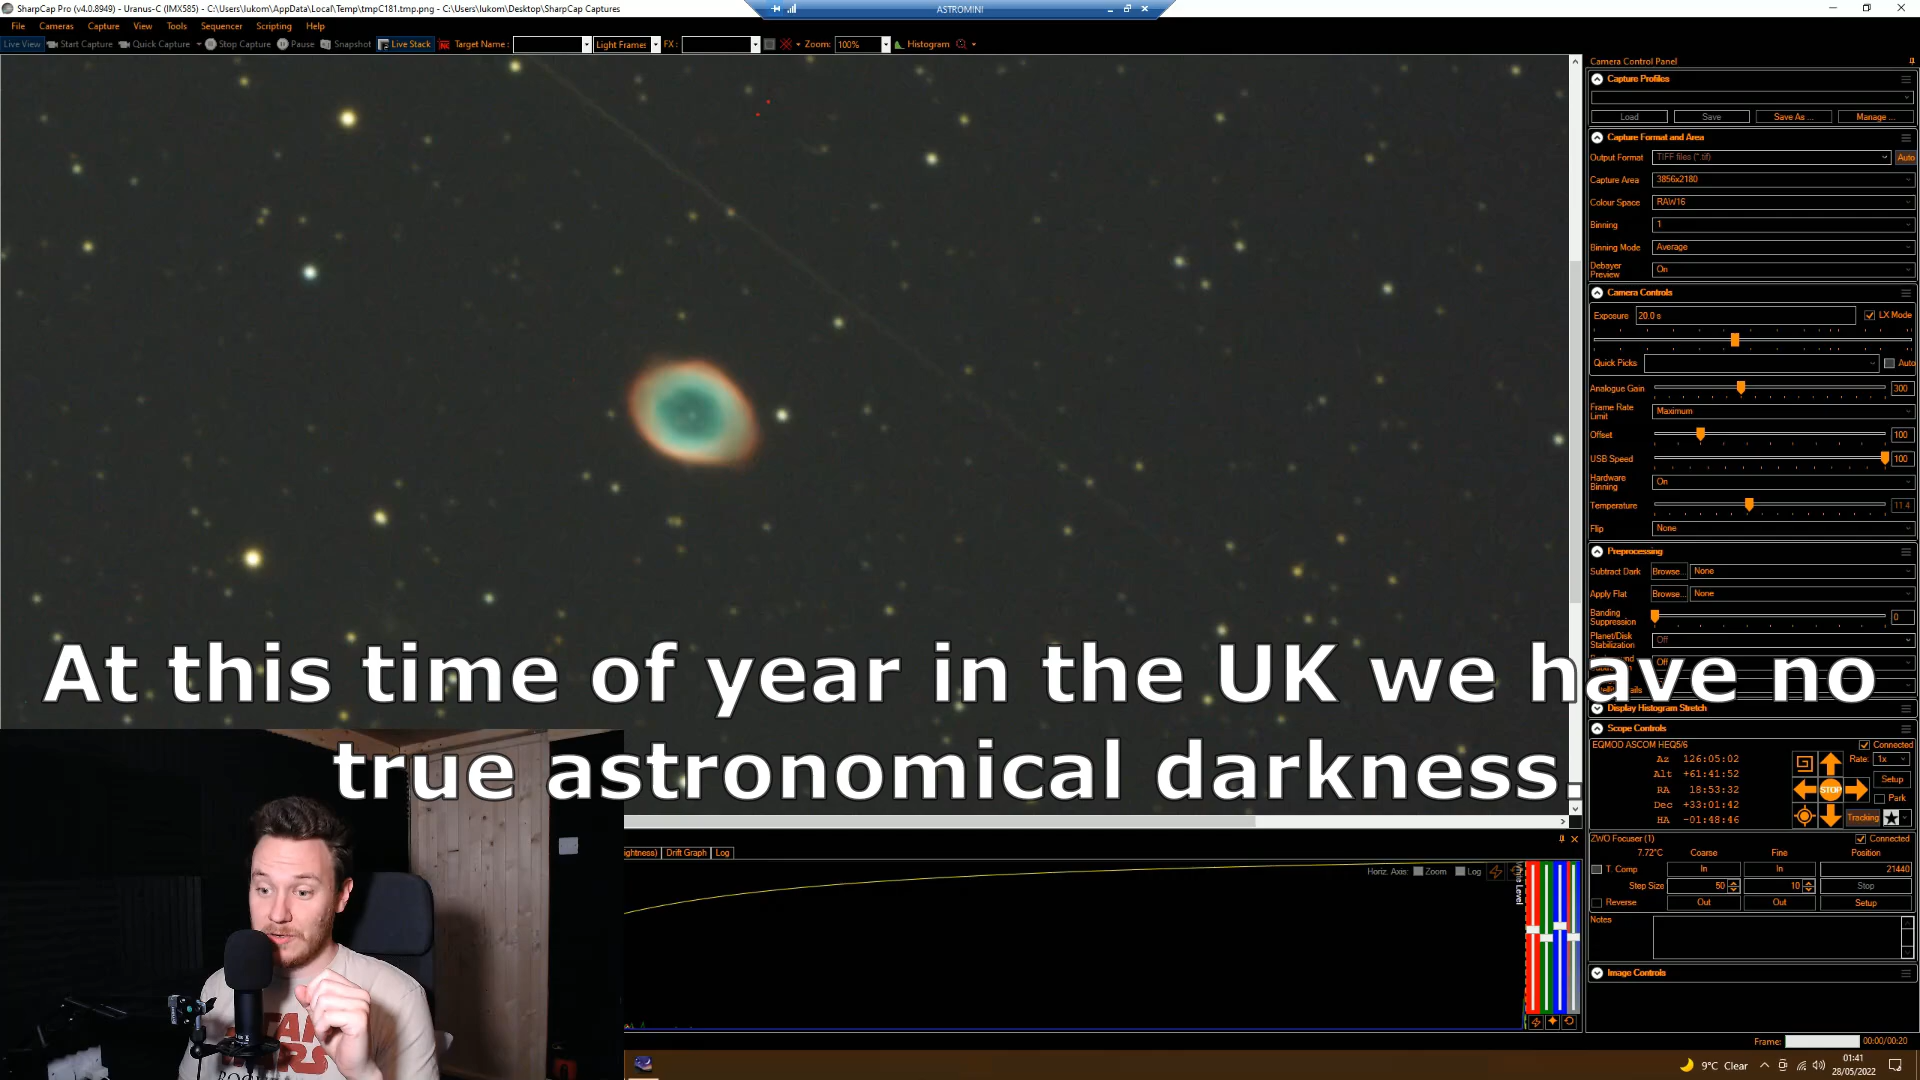 SharpCap Pro (v4.0.8949) - Uranus-C (IMX585) - C:\Users\lukom\AppData\Local\Temp\tmpC181.tmp.png - C:\Users\lukom\Desktop\SharpCap Captures
ASTROMINI
File Cameras Capture View Tools Sequencer Scripting Help
Live View Start Capture Quick Capture Stop Capture Pause Snapshot Live Stack Target Name : Light Frames FX : Zoom: 100% Histogram
Camera Control Panel
Capture Profiles
Load Save Save As ... Manage ...
Capture Format and Area
Output Format TIFF files (*.tif) Auto
Capture Area 3856x2180
Colour Space RAW16
Binning 1
Binning Mode Average
Debayer Preview On
Camera Controls
Exposure 20.0 s LX Mode
Quick Picks Auto
Analogue Gain 300
Frame Rate Limit Maximum
Offset 100
USB Speed 100
Hardware Binning On
Temperature 11.4
Flip None
Preprocessing
Subtract Dark Browse... None
Apply Flat Browse... None
Banding Suppression 0
Planet/Disk Stabilization Off
Off
At this time of year in the UK we have no
true astronomical darkness.
Display Histogram Stretch
Scope Controls
EQMOD ASCOM HEQ5/6 Connected
Az 126:05:02 Rate: 1x
Alt +61:41:52 Setup
RA 18:53:32 STOP Park
Dec +33:01:42
HA -01:48:46 Tracking
ZWO Focuser (1) Connected
7.72°C Coarse Fine Position
T. Comp In In 21440
Step Size 50 10 Stop
Reverse Out Out Setup
Notes
Image Controls
ightness) Drift Graph Log
Horiz. Axis: Zoom Log
White Level
Frame: 00:00/00:20
9°C Clear 01:41
28/05/2022